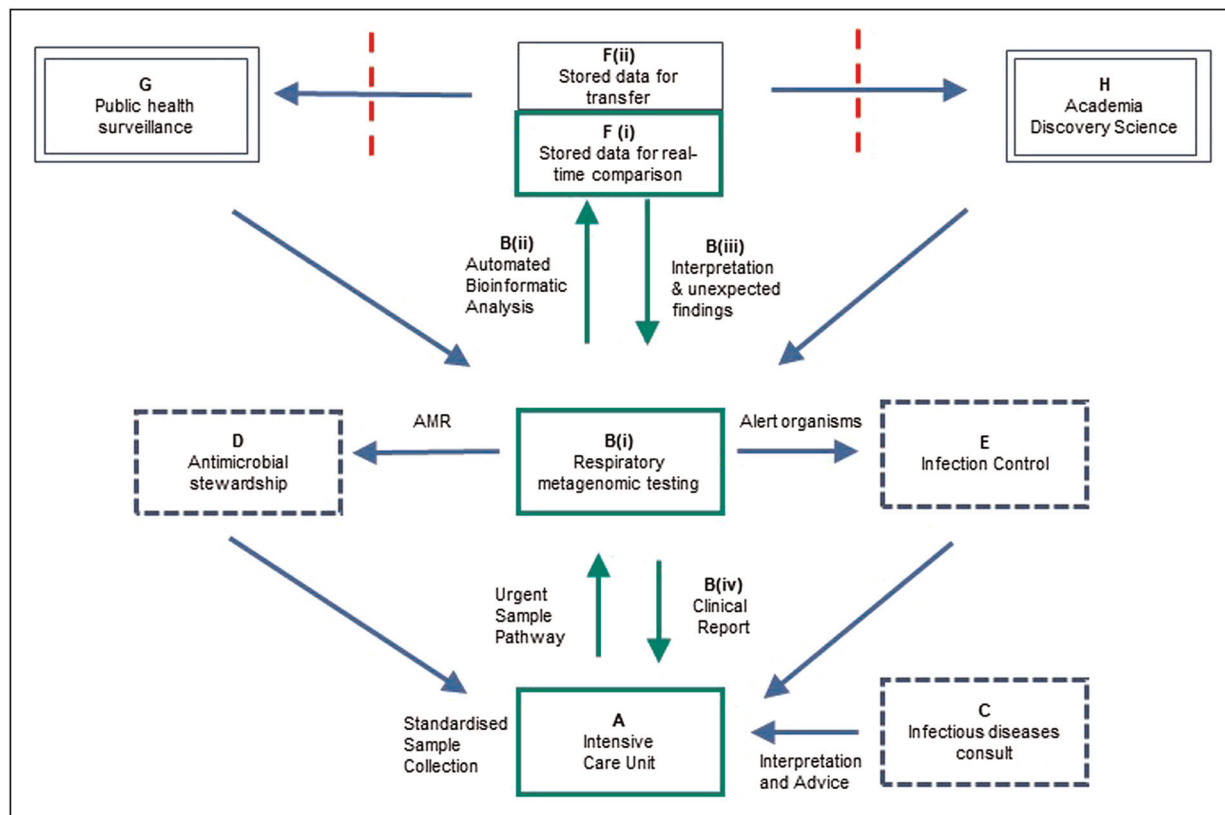 G
Public health
surveillance
F(ii)
Stored data for
transfer
H
Academia
Discovery Science
F (i)
Stored data for real-
time comparison
B(ii)
Automated
Bioinformatic
Analysis
B(iii)
Interpretation
& unexpected
findings
D
Antimicrobial
stewardship
AMR
B(i)
Respiratory
metagenomic testing
Alert organisms
E
Infection Control
Urgent
Sample
Pathway
B(iv)
Clinical
Report
Standardised
Sample
Collection
A
Intensive
Care Unit
Interpretation
and Advice
C
Infectious diseases
consult